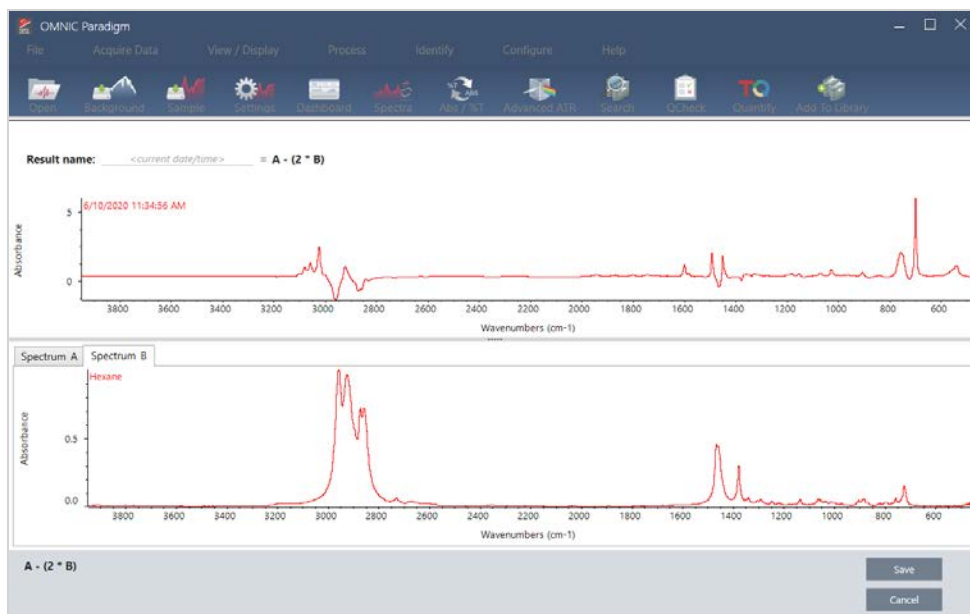 OMNIC Paradigm
File Acquire Data View / Display Process Identify Configure Help
Open Background Sample Settings Dashboard Spectra Abs / %T Advanced ATR Search QCheck Quantify Add To Library
Result name: <current date/time> = A - (2 * B)
6/10/2020 11:34:56 AM
Absorbance
5
0
3800 3600 3400 3200 3000 2800 2600 2400 2200 2000 1800 1600 1400 1200 1000 800 600
Wavenumbers (cm-1)
Spectrum A Spectrum B
Hexane
Absorbance
0.5
0.0
3800 3600 3400 3200 3000 2800 2600 2400 2200 2000 1800 1600 1400 1200 1000 800 600
Wavenumbers (cm-1)
A - (2 * B)
Save
Cancel